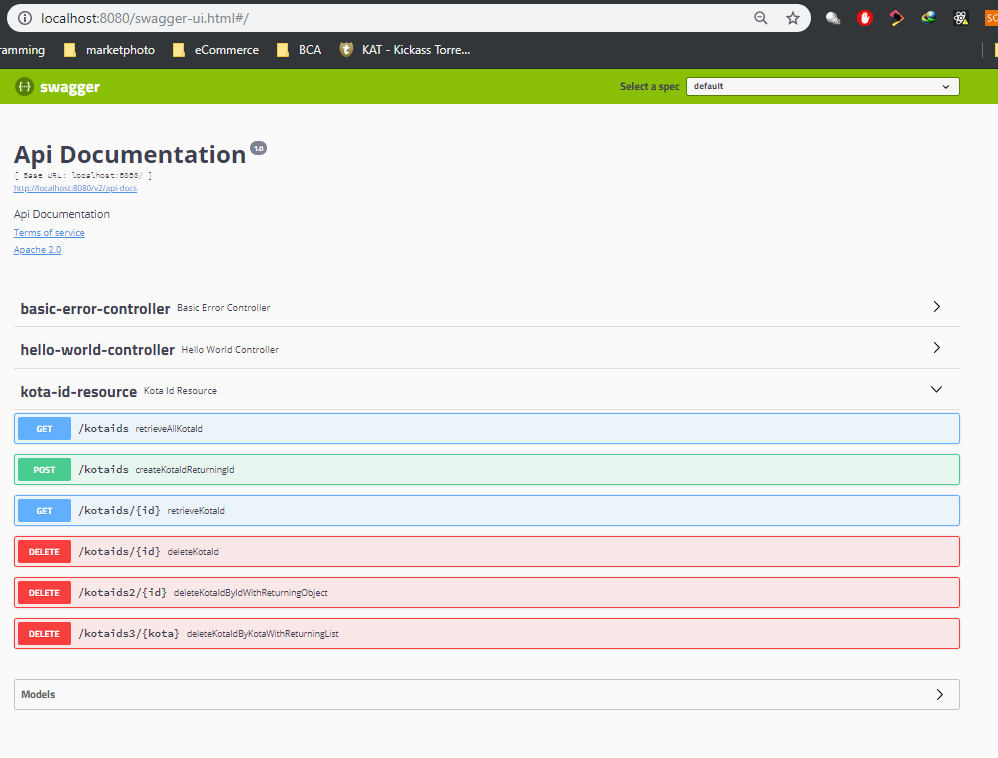 localhost:8080/swagger-ui.html#/
ramming marketphoto eCommerce BCA KAT - Kickass Torre...
swagger
Select a spec default
Api Documentation 1.0
[ Base URL: localhost:8080/ ]
http://localhost:8080/v2/api-docs
Api Documentation
Terms of service
Apache 2.0
basic-error-controller Basic Error Controller
hello-world-controller Hello World Controller
kota-id-resource Kota Id Resource
GET /kotaids retrieveAllKotaId
POST /kotaids createKotaIdReturningId
GET /kotaids/{id} retrieveKotaId
DELETE /kotaids/{id} deleteKotaId
DELETE /kotaids2/{id} deleteKotaIdByIdWithReturningObject
DELETE /kotaids3/{kota} deleteKotaIdByKotaWithReturningList
Models